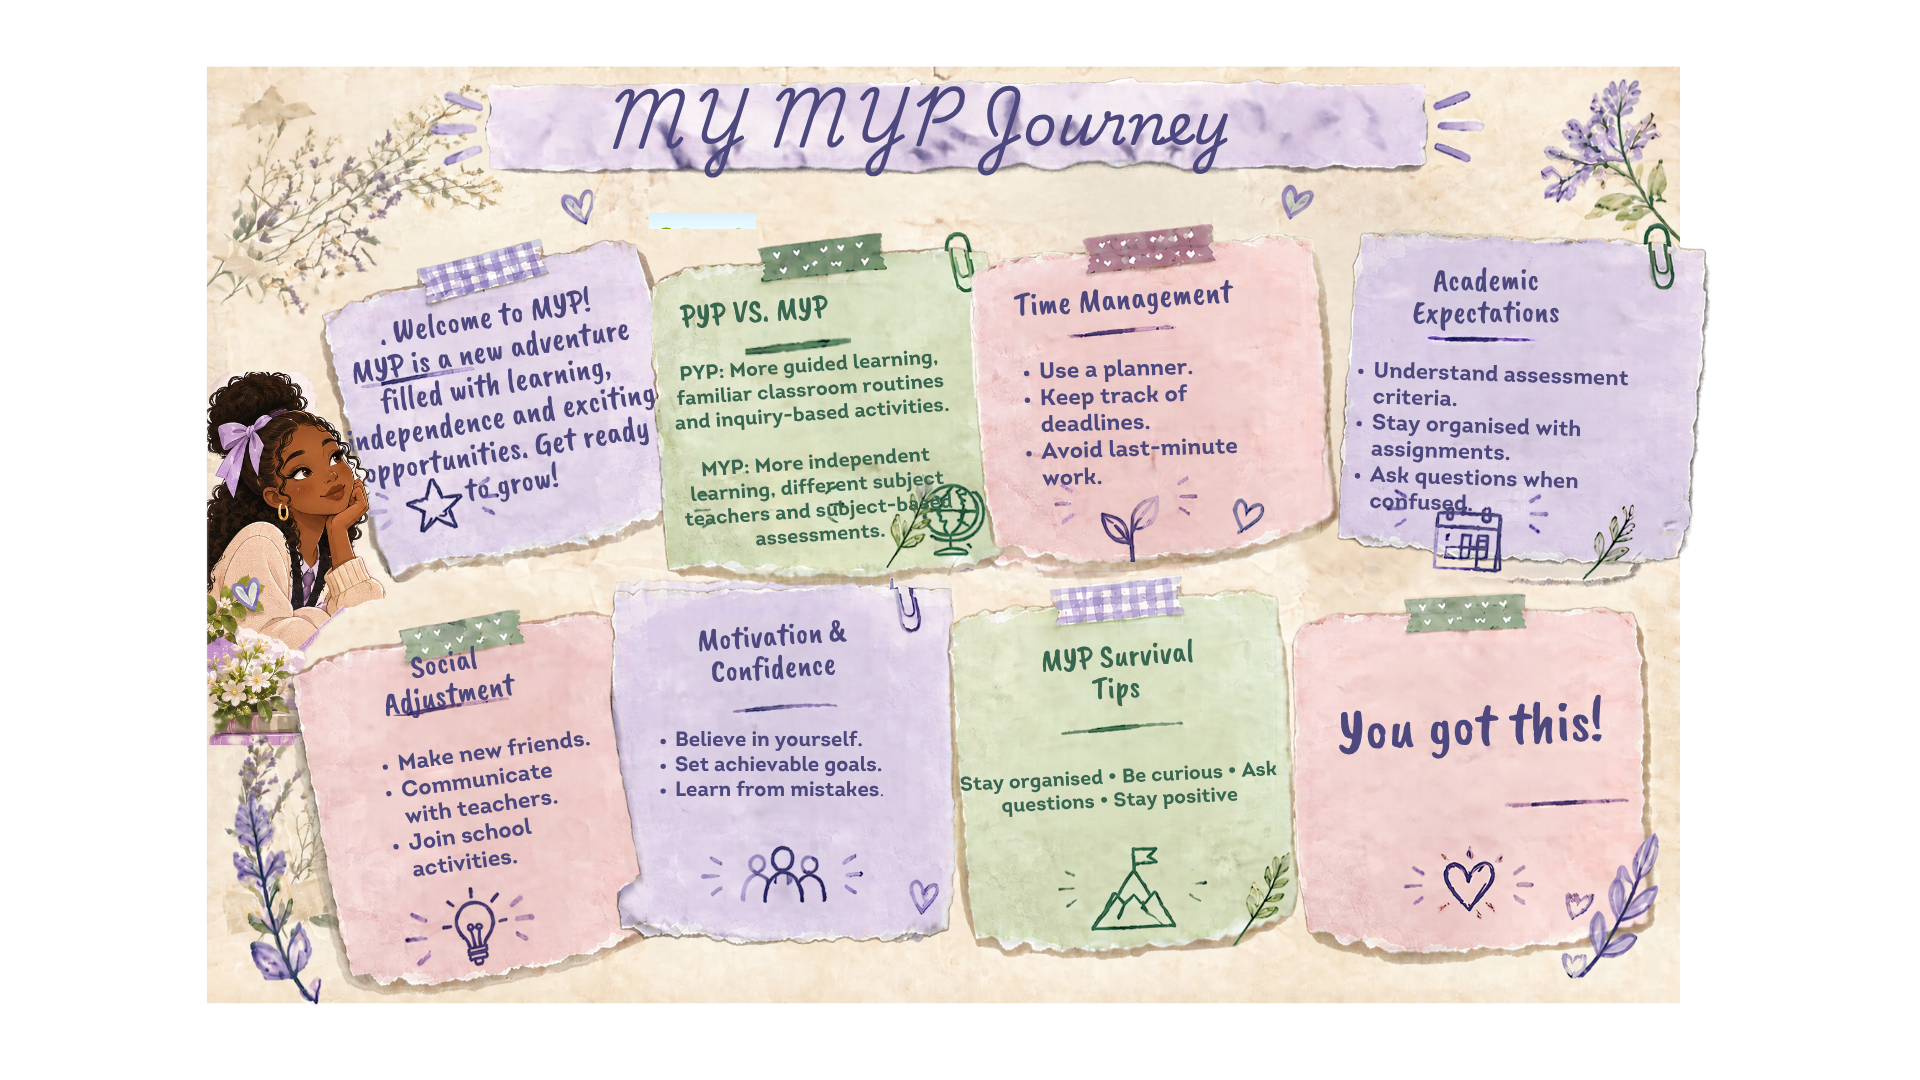 MY MYP Journey
. Welcome to MYP!
MYP is a new adventure
filled with learning,
independence and exciting
opportunities. Get ready
to grow!
PYP VS. MYP
PYP: More guided learning,
familiar classroom routines
and inquiry-based activities.
MYP: More independent
learning, different subject
teachers and subject-based
assessments.
Time Management
• Use a planner.
• Keep track of
deadlines.
• Avoid last-minute
work.
Academic
Expectations
• Understand assessment
criteria.
• Stay organised with
assignments.
• Ask questions when
confused.
Social
Adjustment
• Make new friends.
• Communicate
with teachers.
• Join school
activities.
Motivation &
Confidence
• Believe in yourself.
• Set achievable goals.
• Learn from mistakes.
MYP Survival
Tips
Stay organised • Be curious • Ask
questions • Stay positive
You got this!